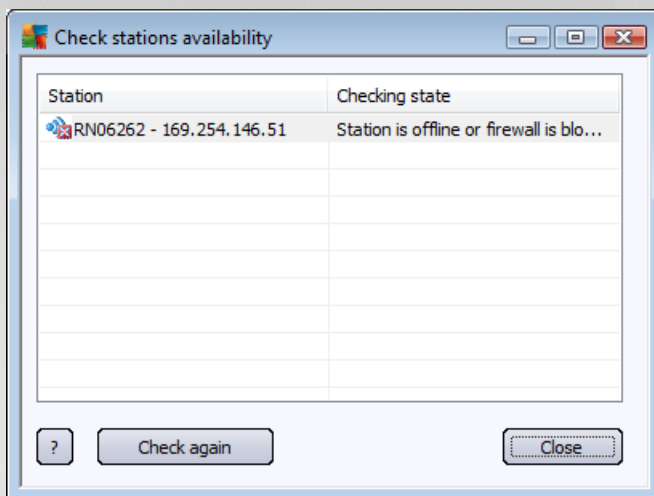 Check stations availability
Station Checking state
RN06262 - 169.254.146.51 Station is offline or firewall is blo...
? Check again Close